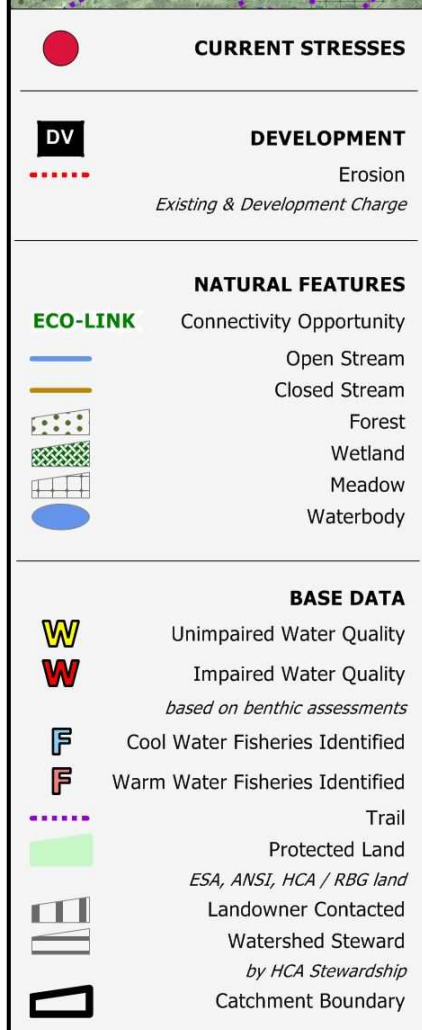 CURRENT STRESSES
DV DEVELOPMENT
Erosion
Existing & Development Charge
NATURAL FEATURES
ECO-LINK Connectivity Opportunity
Open Stream
Closed Stream
Forest
Wetland
Meadow
Waterbody
BASE DATA
W Unimpaired Water Quality
W Impaired Water Quality
based on benthic assessments
F Cool Water Fisheries Identified
F Warm Water Fisheries Identified
Trail
Protected Land
ESA, ANSI, HCA / RBG land
Landowner Contacted
Watershed Steward
by HCA Stewardship
Catchment Boundary